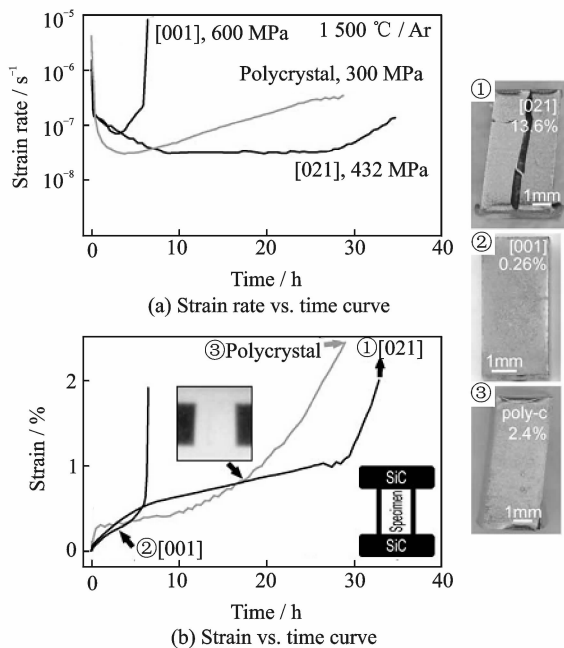 (a)
[001], 600 MPa
1 500 ℃ / Ar
Polycrystal, 300 MPa
[021], 432 MPa
Strain rate / s⁻¹
10⁻⁵
10⁻⁶
10⁻⁷
10⁻⁸
0 10 20 30 40
Time / h
(a) Strain rate vs. time curve
(b)
③Polycrystal
①[021]
②[001]
SiC
Specimen
SiC
Strain / %
2
1
0
0 10 20 30 40
Time / h
(b) Strain vs. time curve
①
[021]
13.6%
1mm
②
[001]
0.26%
1mm
③
poly-c
2.4%
1mm